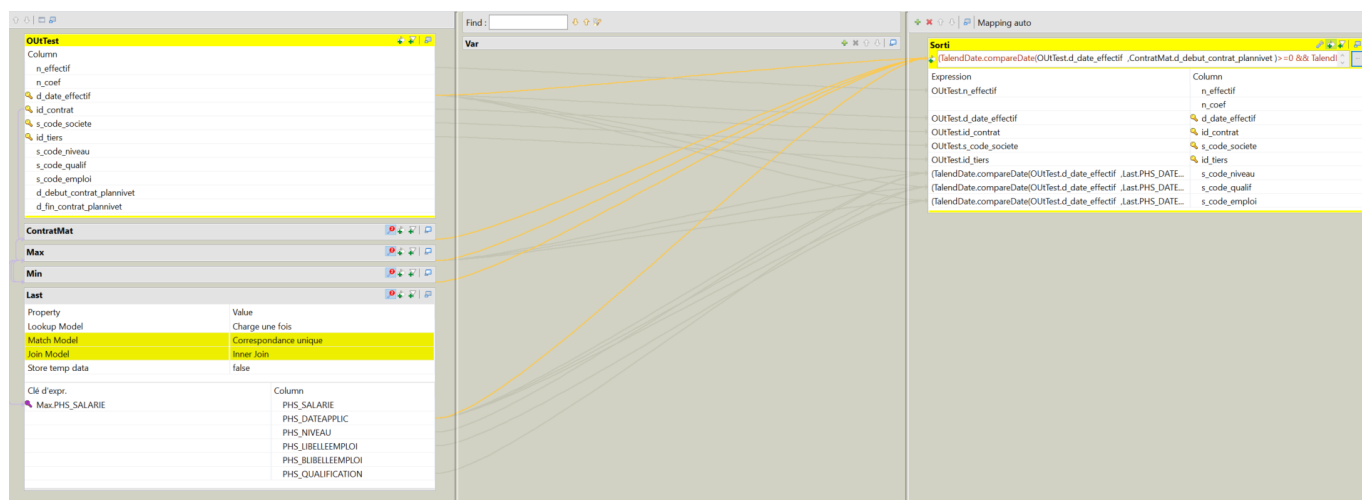 Find :
Mapping auto
OUtTest
Column
n_effectif
n_coef
d_date_effectif
id_contrat
s_code_societe
id_tiers
s_code_niveau
s_code_qualif
s_code_emploi
d_debut_contrat_plannivet
d_fin_contrat_plannivet
ContratMat
Max
Min
Last
Property Value
Lookup Model Charge une fois
Match Model Correspondance unique
Join Model Inner Join
Store temp data false
Clé d'expr. Column
Max.PHS_SALARIE PHS_SALARIE
PHS_DATEAPPLIC
PHS_NIVEAU
PHS_LIBELLEEMPLOI
PHS_BLIBELLEEMPLOI
PHS_QUALIFICATION
Var
Sorti
(TalendDate.compareDate(OUtTest.d_date_effectif ,ContratMat.d_debut_contrat_plannivet )>=0 && Talend
Expression Column
OUtTest.n_effectif n_effectif
n_coef
OUtTest.d_date_effectif d_date_effectif
OUtTest.id_contrat id_contrat
OUtTest.s_code_societe s_code_societe
OUtTest.id_tiers id_tiers
(TalendDate.compareDate(OUtTest.d_date_effectif ,Last.PHS_DATE... s_code_niveau
(TalendDate.compareDate(OUtTest.d_date_effectif ,Last.PHS_DATE... s_code_qualif
(TalendDate.compareDate(OUtTest.d_date_effectif ,Last.PHS_DATE... s_code_emploi